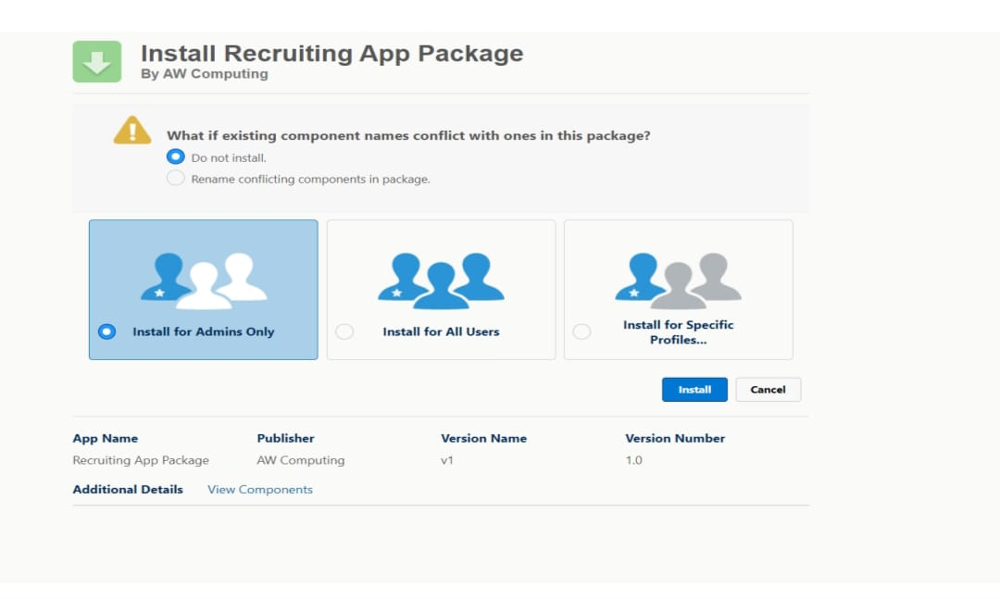 Install Recruiting App Package
By AW Computing
What if existing component names conflict with ones in this package?
Do not install.
Rename conflicting components in package.
Install for Admins Only
Install for All Users
Install for Specific
Profiles...
Install Cancel
App Name Publisher Version Name Version Number
Recruiting App Package AW Computing v1 1.0
Additional Details View Components